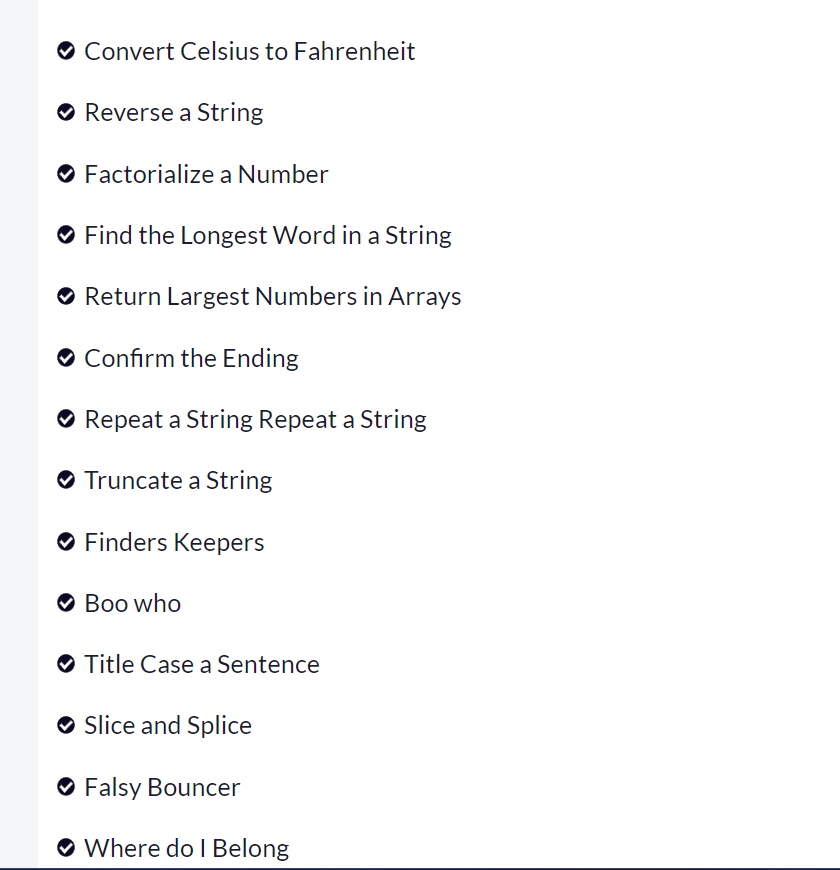 Convert Celsius to Fahrenheit
Reverse a String
Factorialize a Number
Find the Longest Word in a String
Return Largest Numbers in Arrays
Confirm the Ending
Repeat a String Repeat a String
Truncate a String
Finders Keepers
Boo who
Title Case a Sentence
Slice and Splice
Falsy Bouncer
Where do I Belong